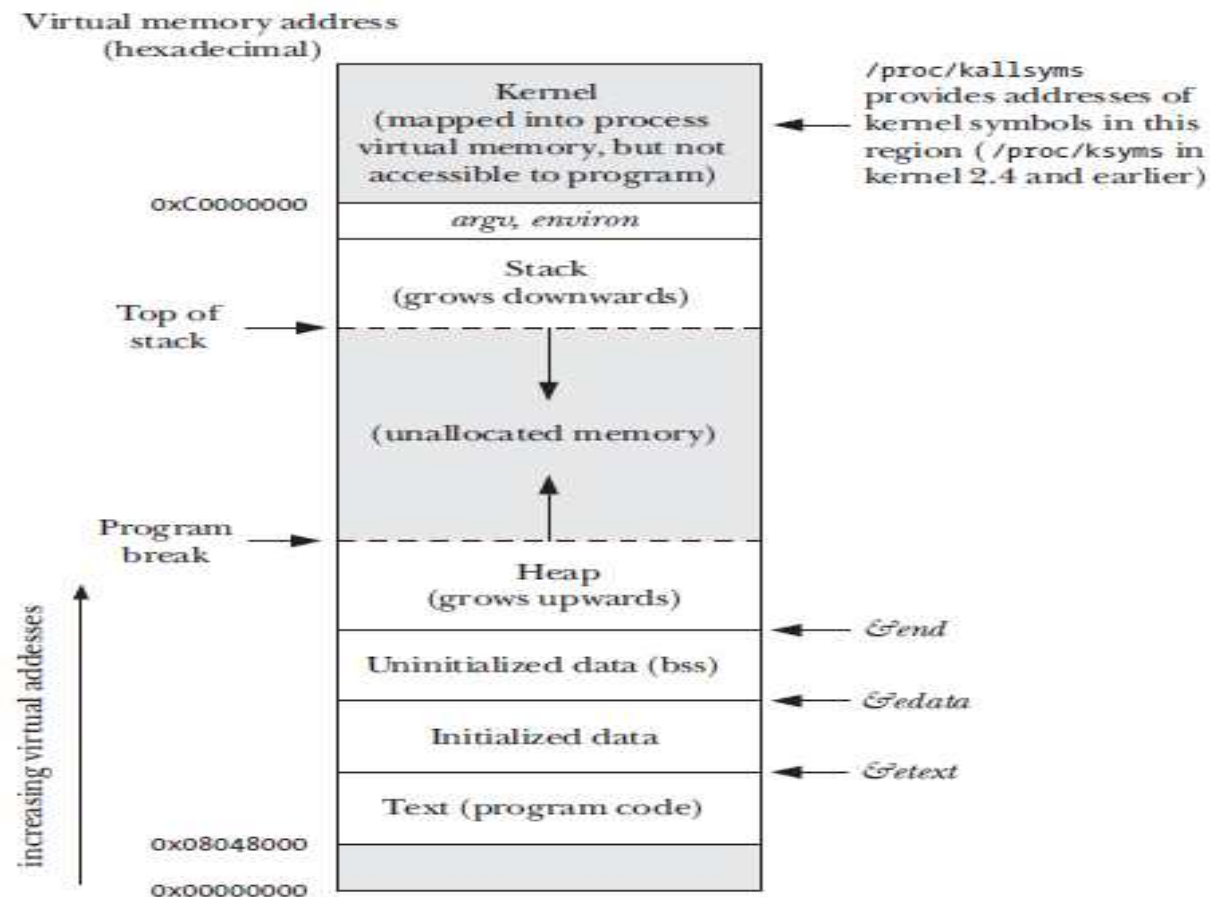 Virtual memory address
(hexadecimal)
Kernel
(mapped into process
virtual memory, but not
accessible to program)
/proc/kallsyms
provides addresses of
kernel symbols in this
region (/proc/ksyms in
kernel 2.4 and earlier)
0xC0000000
argv, environ
Stack
(grows downwards)
Top of
stack
(unallocated memory)
Program
break
Heap
(grows upwards)
&end
Uninitialized data (bss)
&edata
Initialized data
&etext
Text (program code)
0x08048000
0x00000000
increasing virtual addesses